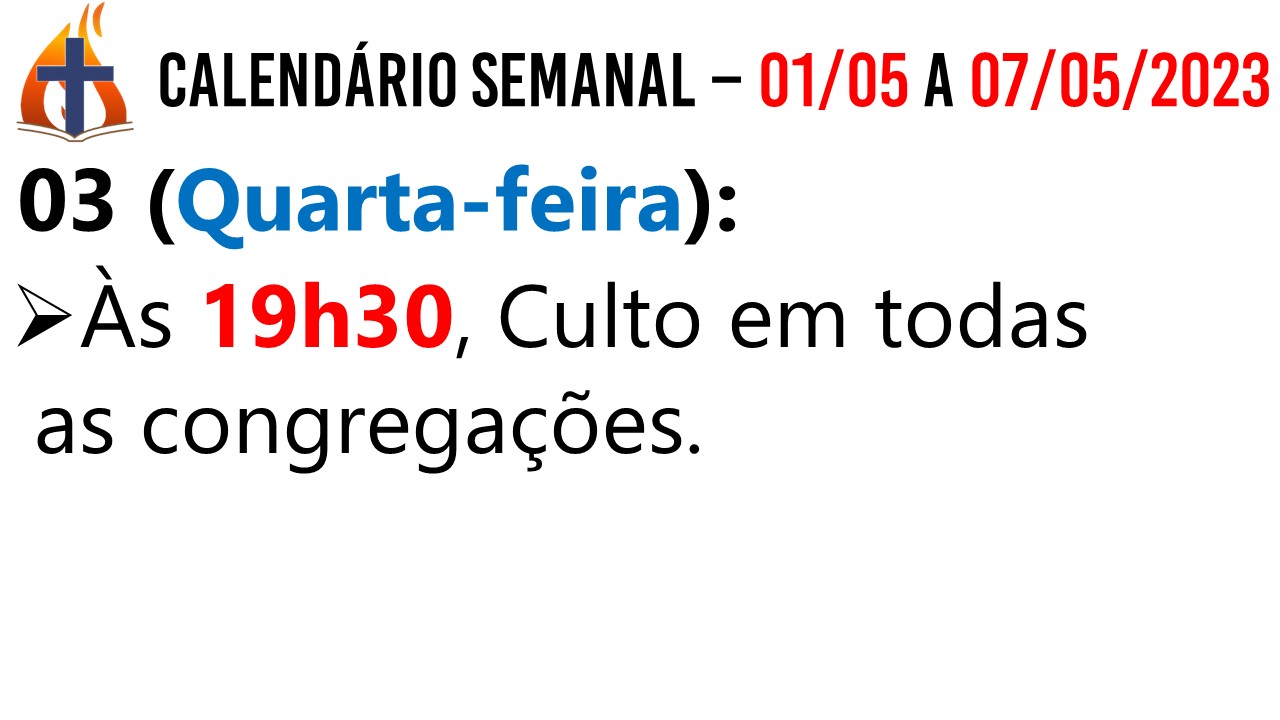 CALENDÁRIO SEMANAL – 01/05 A 07/05/2023
03 (Quarta-feira):
➢Às 19h30, Culto em todas
as congregações.